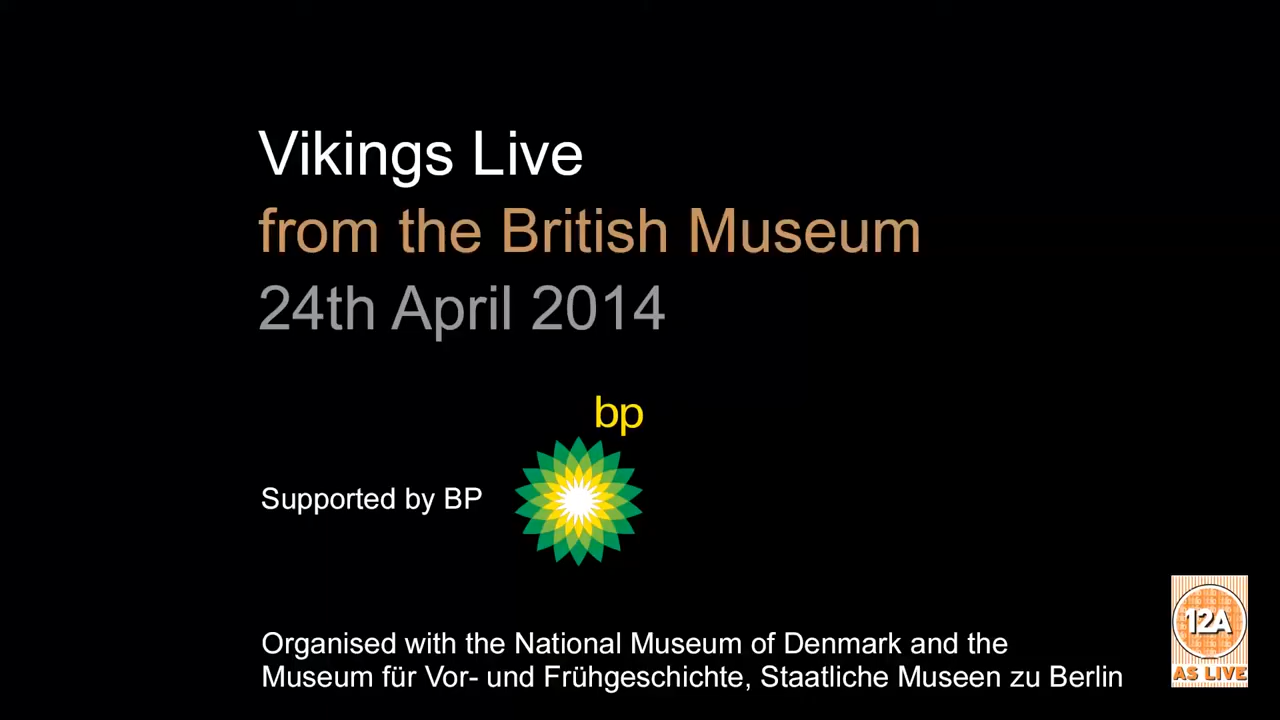 Vikings Live
from the British Museum
24th April 2014
bp
Supported by BP
12A
AS LIVE
Organised with the National Museum of Denmark and the
Museum für Vor- und Frühgeschichte, Staatliche Museen zu Berlin